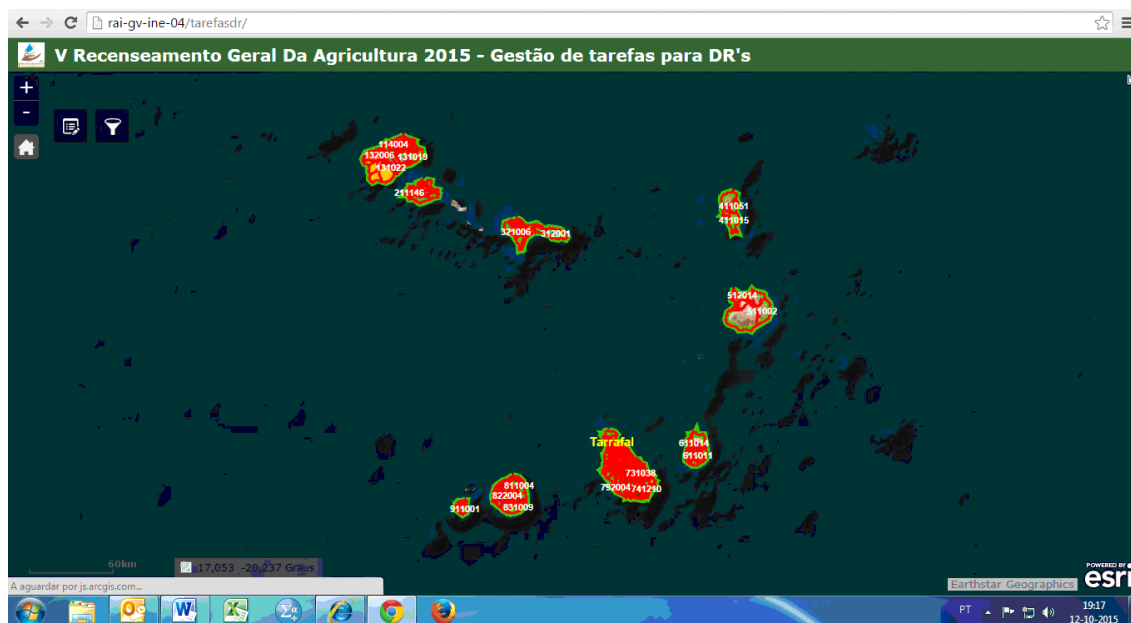 rai-gv-ine-04/tarefasdr/
V Recenseamento Geral Da Agricultura 2015 - Gestão de tarefas para DR's
+
-
114004
132006 131019
131022
211146
321006 312001
411051
411015
512014
511002
Tarrafal
611014
611011
731038
792004 741210
811004
822004
831009
911001
60km
17,053 -20,237 Graus
A aguardar por js.arcgis.com...
POWERED BY
esri
Earthstar Geographics
PT
19:17
12-10-2015